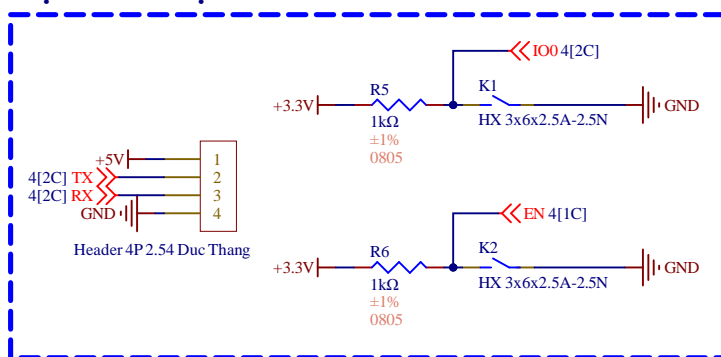 IO0 4[2C]
R5
K1
+3.3V
GND
1kΩ
HX 3x6x2.5A-2.5N
±1%
0805
+5V
1
4[2C] TX
2
4[2C] RX
3
GND
4
Header 4P 2.54 Duc Thang
EN 4[1C]
R6
K2
+3.3V
GND
1kΩ
HX 3x6x2.5A-2.5N
±1%
0805